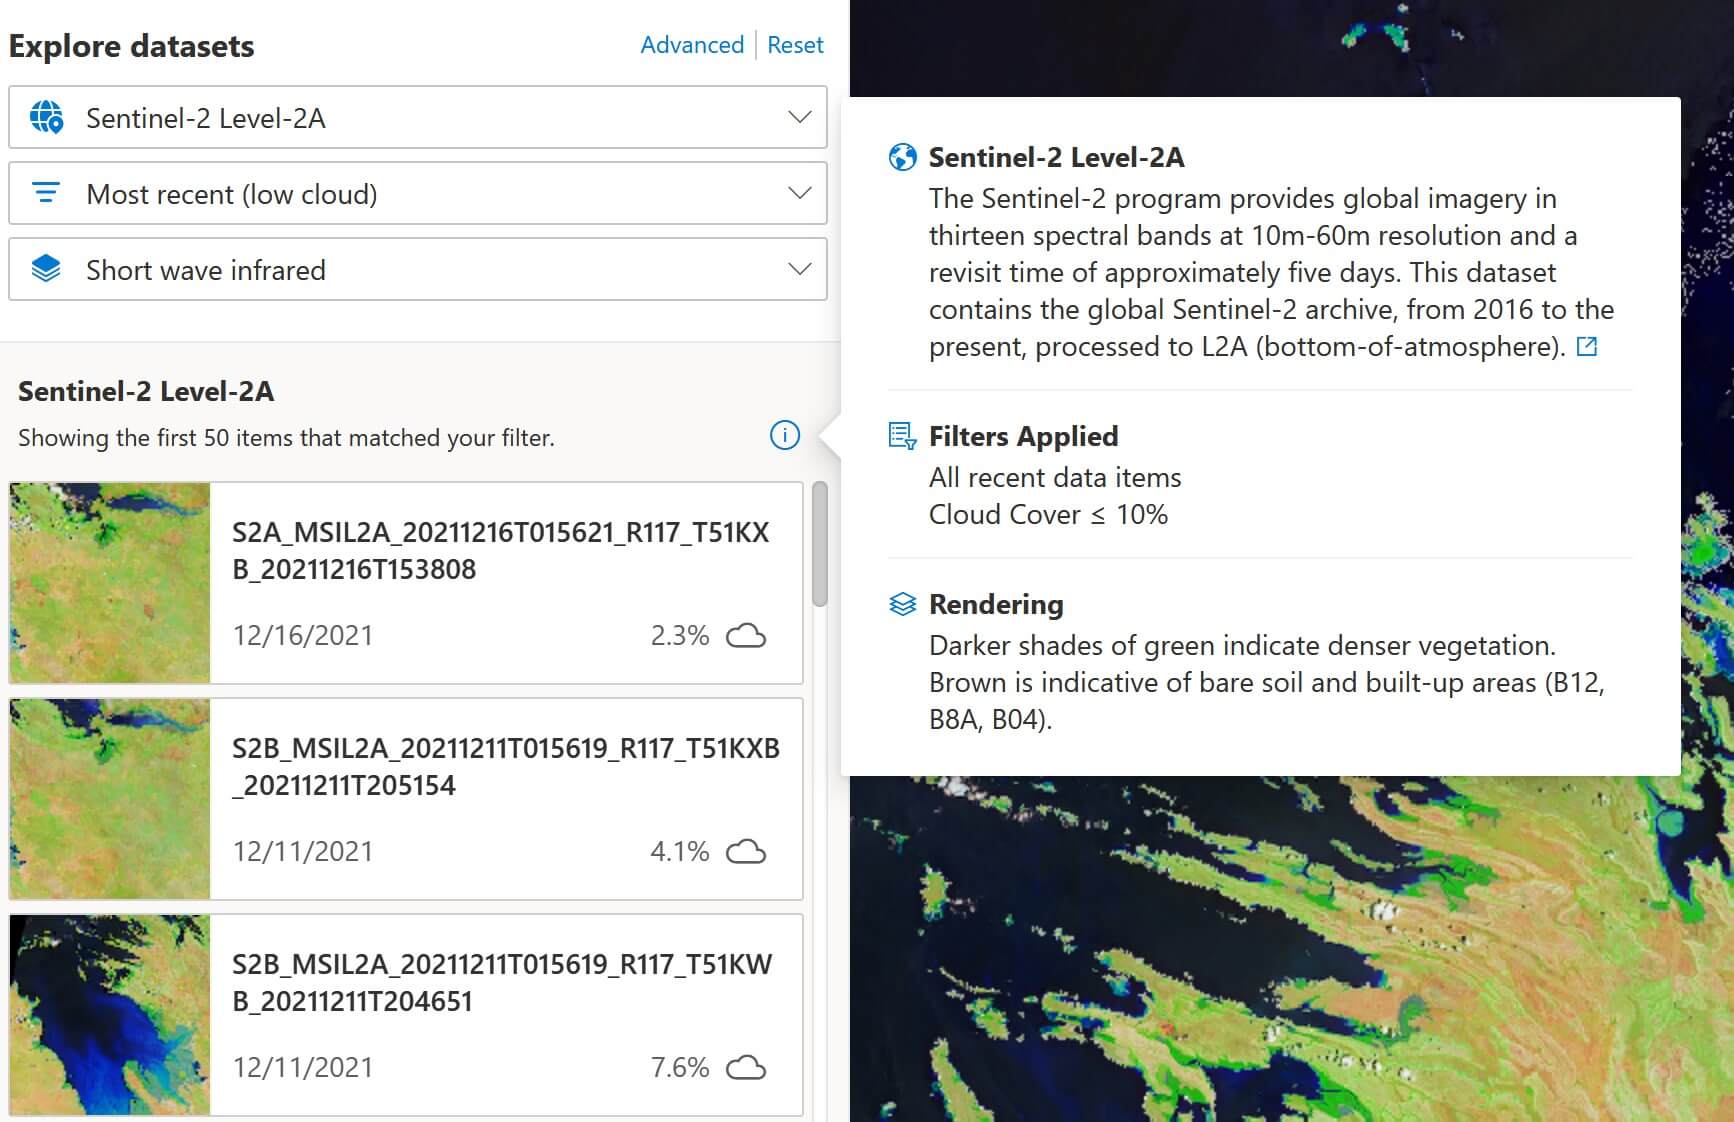 Explore datasets
Advanced
Reset
Sentinel-2 Level-2A
Most recent (low cloud)
Short wave infrared
Sentinel-2 Level-2A
Showing the first 50 items that matched your filter.
S2A_MSIL2A_20211216T015621_R117_T51KX
B_20211216T153808
12/16/2021
2.3%
S2B_MSIL2A_20211211T015619_R117_T51KXB
_20211211T205154
12/11/2021
4.1%
S2B_MSIL2A_20211211T015619_R117_T51KW
B_20211211T204651
12/11/2021
7.6%
Sentinel-2 Level-2A
The Sentinel-2 program provides global imagery in
thirteen spectral bands at 10m-60m resolution and a
revisit time of approximately five days. This dataset
contains the global Sentinel-2 archive, from 2016 to the
present, processed to L2A (bottom-of-atmosphere).
Filters Applied
All recent data items
Cloud Cover ≤ 10%
Rendering
Darker shades of green indicate denser vegetation.
Brown is indicative of bare soil and built-up areas (B12,
B8A, B04).